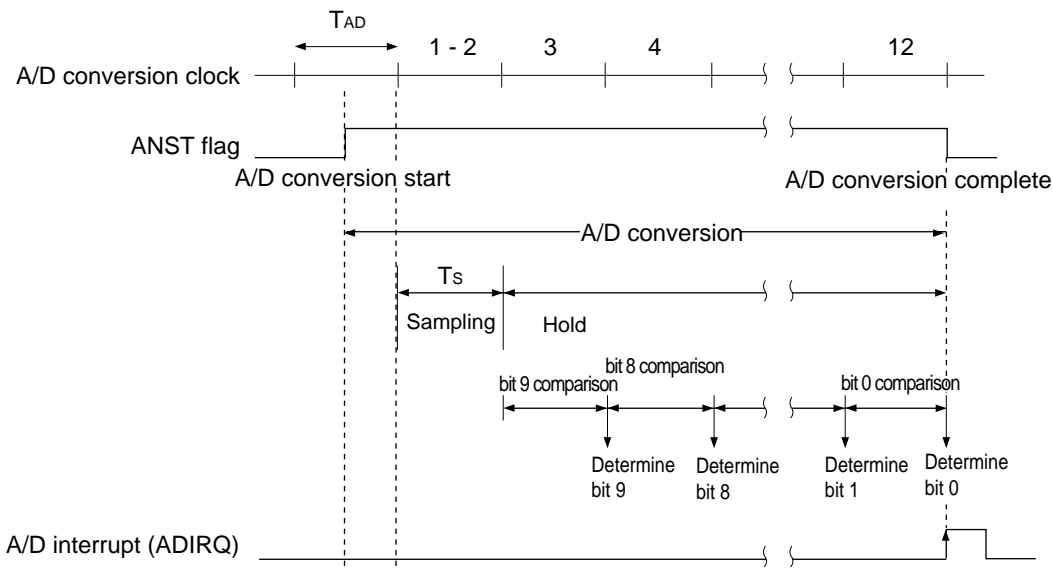 TAD
1 - 2 3 4 12
A/D conversion clock
ANST flag
A/D conversion start
A/D conversion complete
A/D conversion
Ts
Sampling
Hold
bit 9 comparison
bit 8 comparison
bit 0 comparison
Determine
bit 9
Determine
bit 8
Determine
bit 1
Determine
bit 0
A/D interrupt (ADIRQ)